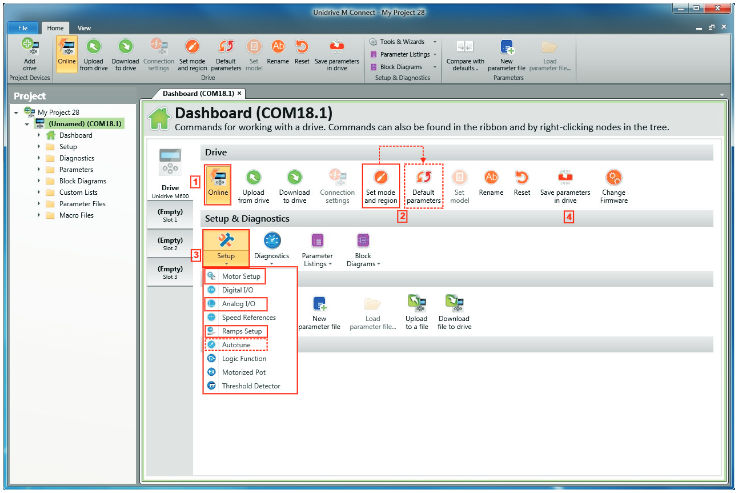 Unidrive M Connect - My Project 28
File Home View
Add drive
Online
Upload from drive
Download to drive
Connection settings
Set mode and region
Default parameters
Set model
Rename
Reset
Save parameters in drive
Tools & Wizards
Parameter Listings
Block Diagrams
Compare with defaults...
New parameter file
Load parameter file...
Project Devices
Drive
Setup & Diagnostics
Parameters
Project
Dashboard (COM18.1) ×
My Project 28
(Unnamed) (COM18.1)
Dashboard
Setup
Diagnostics
Parameters
Block Diagrams
Custom Lists
Parameter Files
Macro Files
Dashboard (COM18.1)
Commands for working with a drive. Commands can also be found in the ribbon and by right-clicking nodes in the tree.
Drive
Unidrive M600
(Empty)
Slot 1
(Empty)
Slot 2
(Empty)
Slot 3
Drive
1
Online
Upload from drive
Download to drive
Connection settings
Set mode and region
Default parameters
Set model
Rename
Reset
Save parameters in drive
Change Firmware
2
4
Setup & Diagnostics
3
Setup
Diagnostics
Parameter Listings
Block Diagrams
Motor Setup
Digital I/O
Analog I/O
Speed References
Ramps Setup
Autotune
Logic Function
Motorized Pot
Threshold Detector
New parameter file
Load parameter file...
Upload to a file
Download file to drive